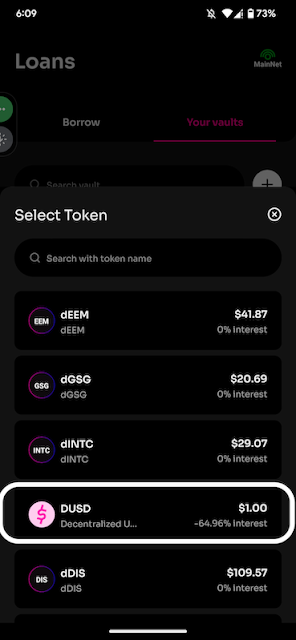 6:09
73%
Loans
MainNet
Borrow
Your vaults
Search vault
Select Token
Search with token name
EEM
dEEM
$41.87
dEEM
0% interest
GSG
dGSG
$20.69
dGSG
0% interest
INTC
dINTC
$29.07
dINTC
0% interest
DUSD
$1.00
Decentralized U...
-64.96% interest
DIS
dDIS
$109.57
dDIS
0% interest